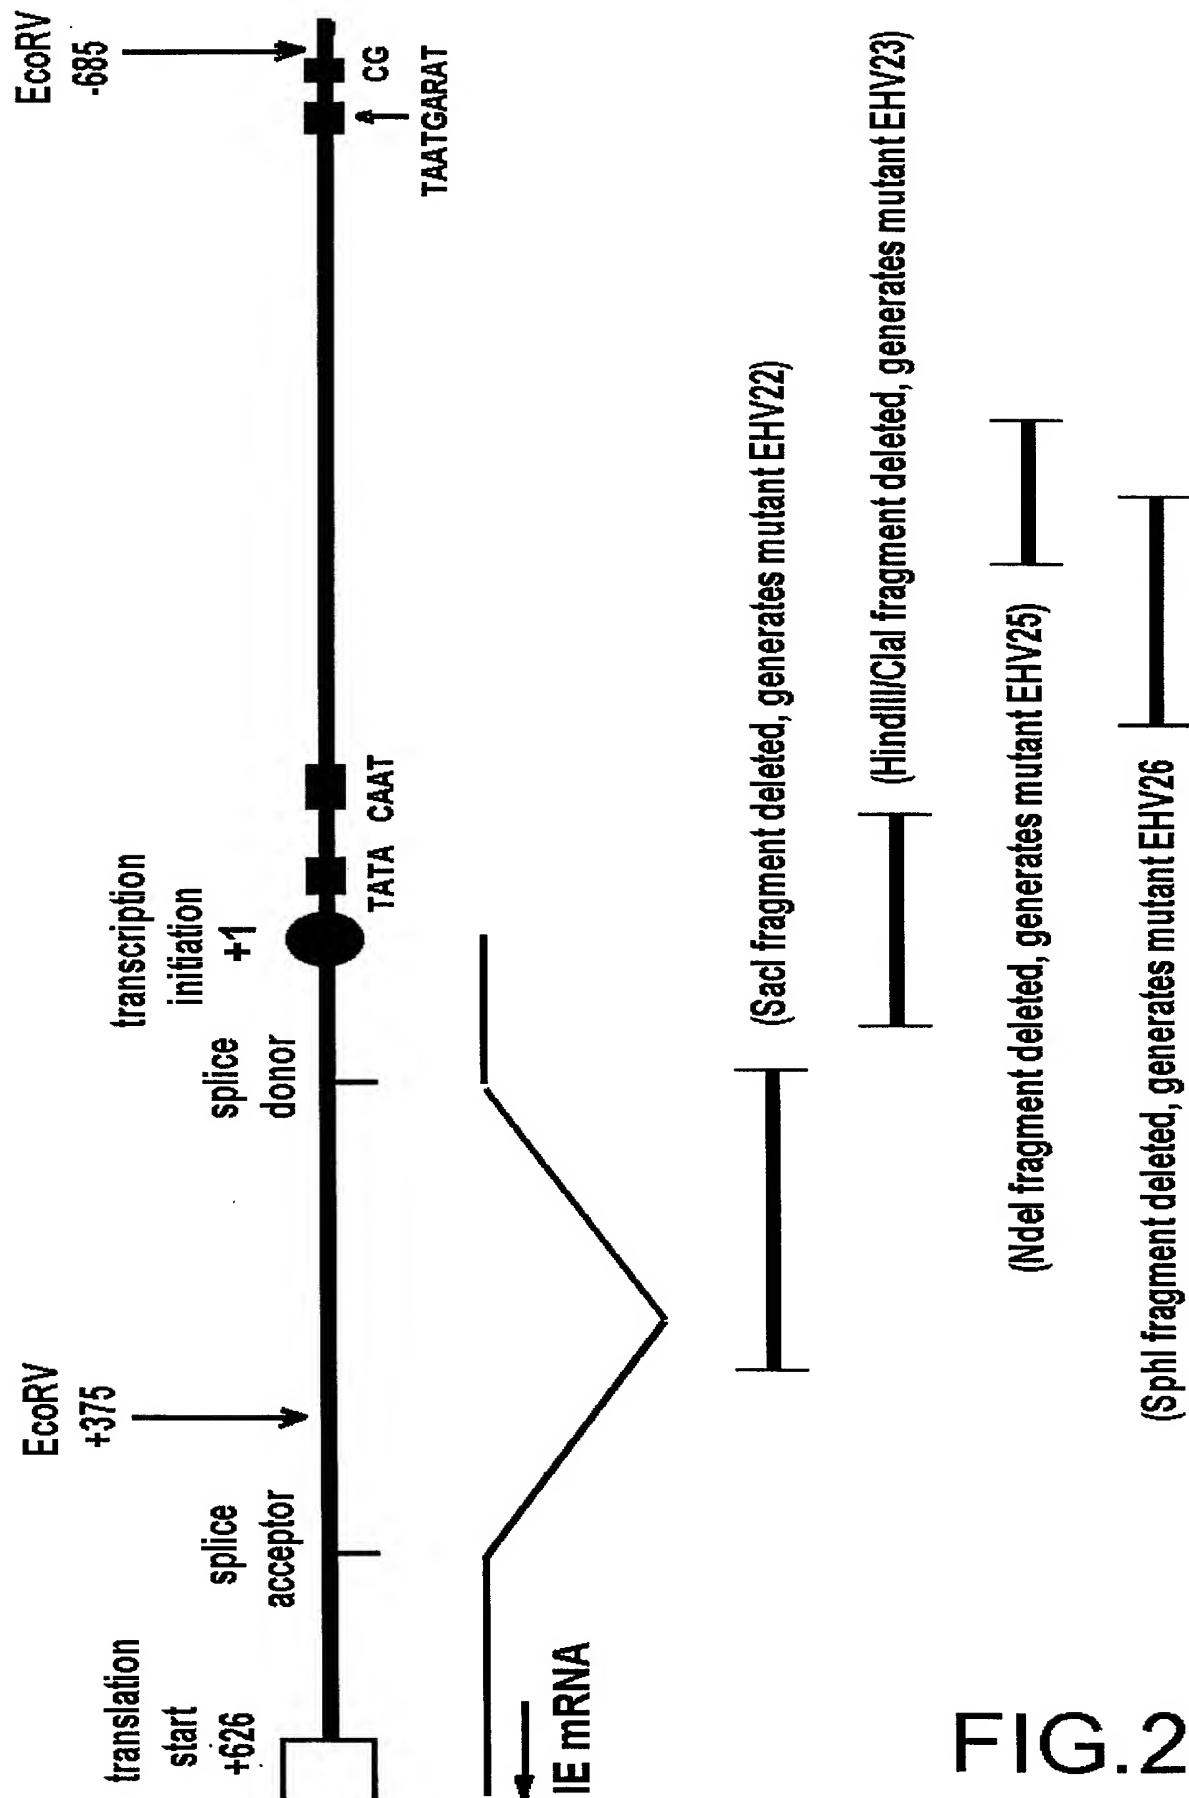 translation
start
+626
splice
acceptor
EcoRV
+375
splice
donor
transcription
initiation
+1
TATA CAAT
EcoRV
-685
CG
TAATGARAT
IE mRNA
(SacI fragment deleted, generates mutant EHV22)
(HindIII/ClaI fragment deleted, generates mutant EHV23)
(NdeI fragment deleted, generates mutant EHV25)
(SphI fragment deleted, generates mutant EHV26
FIG.2